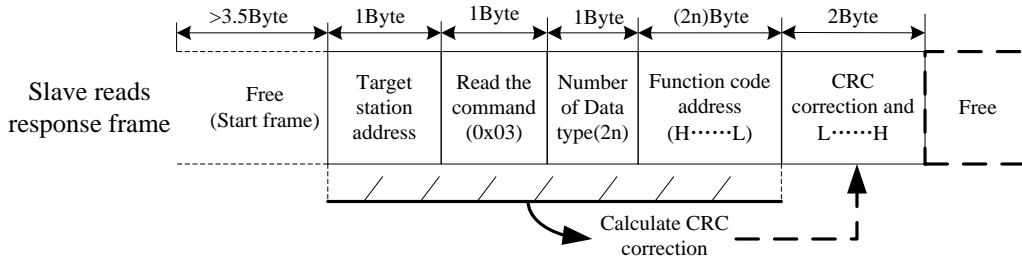 >3.5Byte
1Byte
1Byte
1Byte
(2n)Byte
2Byte
Slave reads
response frame
Free
(Start frame)
Target
station
address
Read the
command
(0x03)
Number
of Data
type(2n)
Function code
address
(H······L)
CRC
correction and
L······H
Free
Calculate CRC
correction